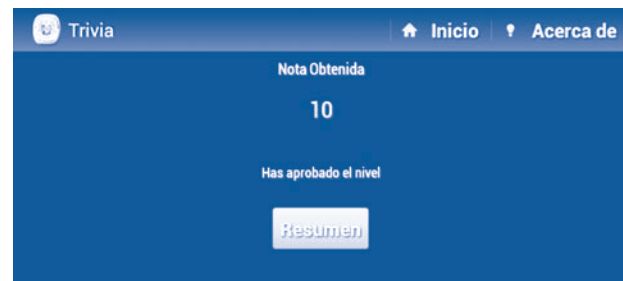 Trivia Inicio Acerca de
Nota Obtenida
10
Has aprobado el nivel
Resumen